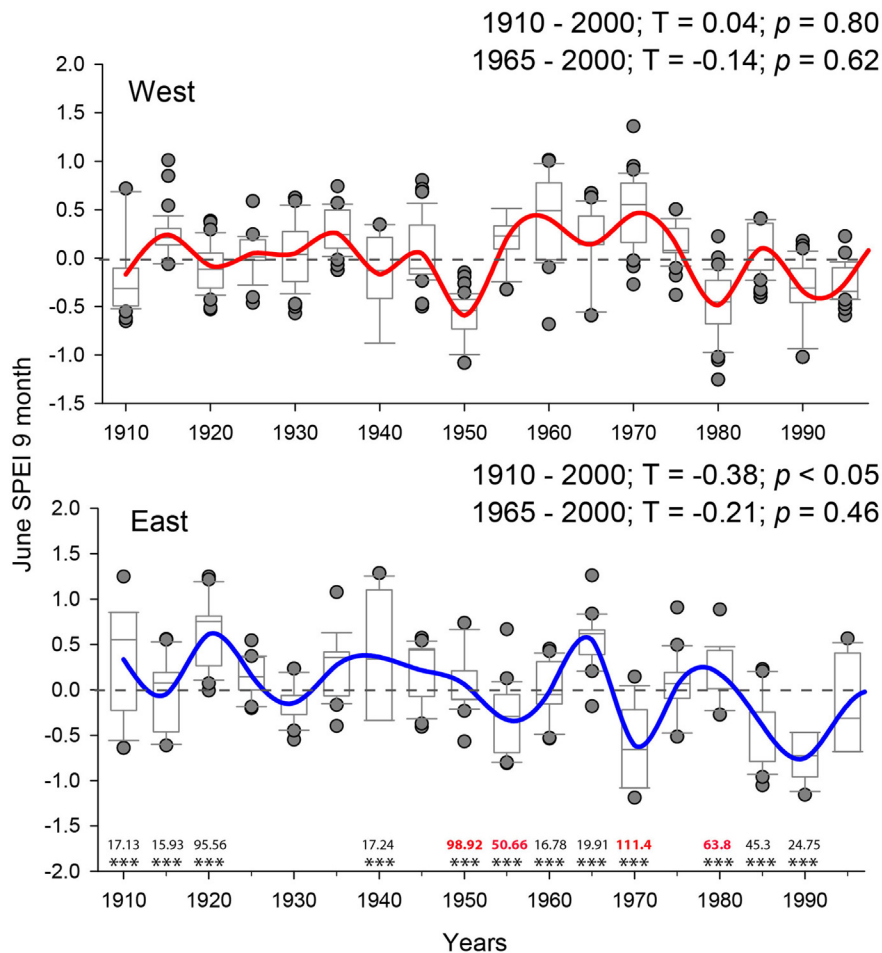 1910 - 2000; T = 0.04; p = 0.80
1965 - 2000; T = -0.14; p = 0.62
West
2.0
1.5
1.0
0.5
0.0
-0.5
-1.0
-1.5
1910 1920 1930 1940 1950 1960 1970 1980 1990
June SPEI 9 month
1910 - 2000; T = -0.38; p < 0.05
1965 - 2000; T = -0.21; p = 0.46
East
2.0
1.5
1.0
0.5
0.0
-0.5
-1.0
-1.5
-2.0
17.13 15.93 95.56 17.24 98.92 50.66 16.78 19.91 111.4 63.8 45.3 24.75
*** *** *** *** *** *** *** *** *** *** *** ***
1910 1920 1930 1940 1950 1960 1970 1980 1990
Years